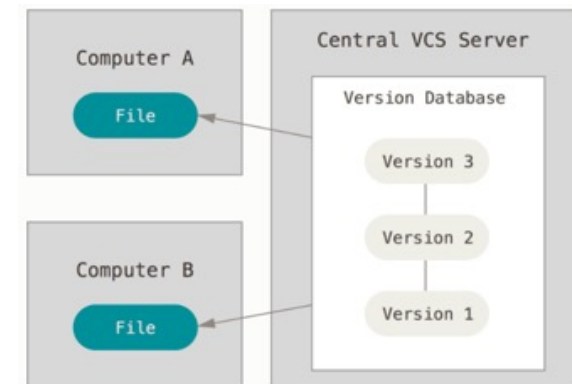 Computer A
File
Computer B
File
Central VCS Server
Version Database
Version 3
Version 2
Version 1